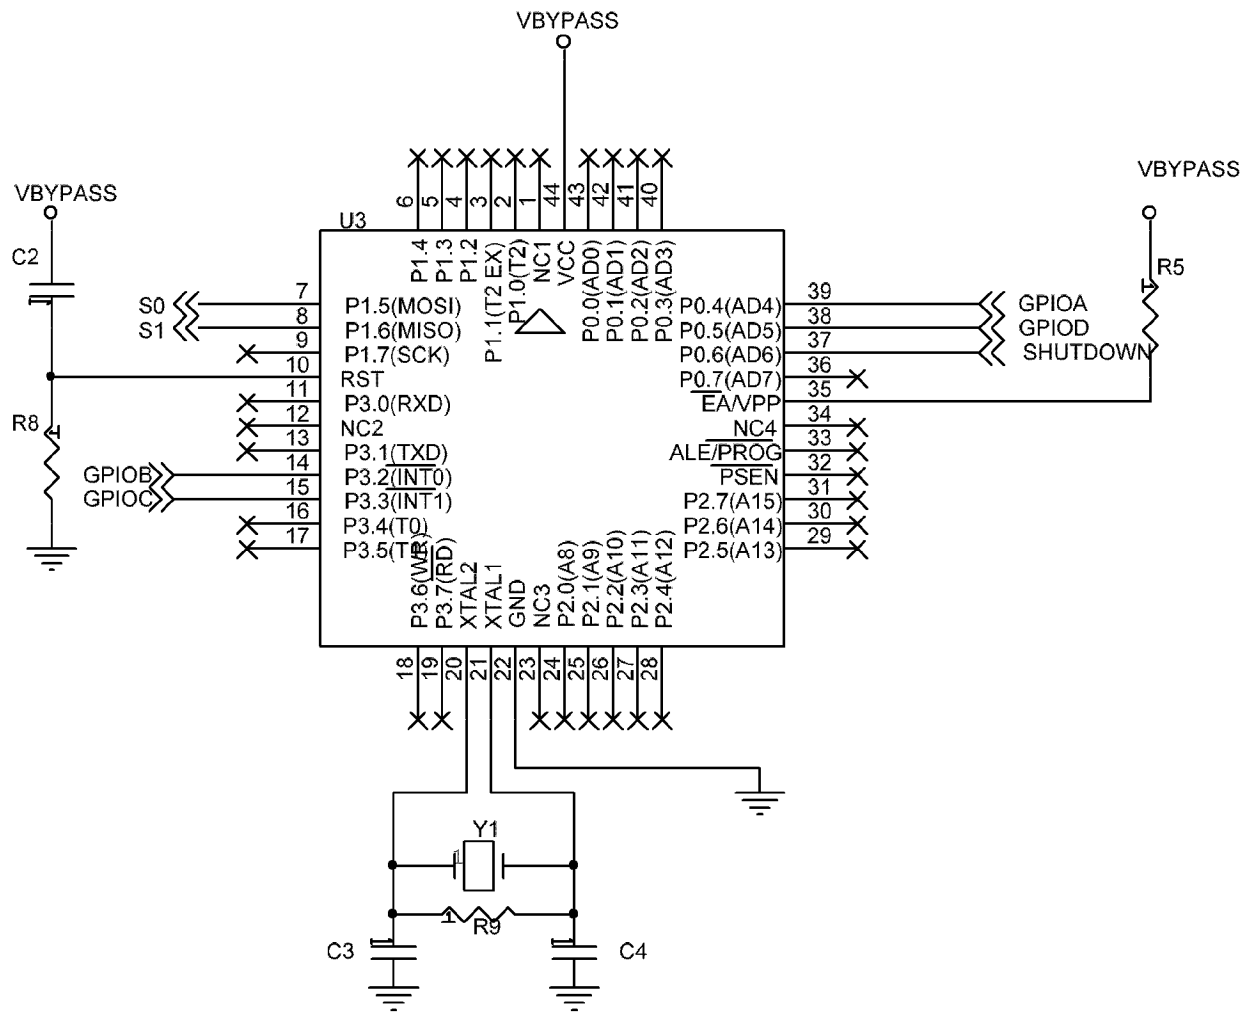 VBYPASS
VBYPASS
VBYPASS
6 5 4 3 2 1 44 43 42 41 40
U3
P1.4 P1.3 P1.2 P1.1(T2 EX) P1.0(T2) NC1 VCC P0.0(AD0) P0.1(AD1) P0.2(AD2) P0.3(AD3)
C2
R5
1
S0 7 P1.5(MOSI) P0.4(AD4) 39 GPIOA
S1 8 P1.6(MISO) P0.5(AD5) 38 GPIOD
9 P1.7(SCK) P0.6(AD6) 37 SHUTDOWN
10 RST P0.7(AD7) 36
11 P3.0(RXD) EA/VPP 35
R8
1
12 NC2 NC4 34
13 P3.1(TXD) ALE/PROG 33
GPIOB 14 P3.2(INT0) PSEN 32
GPIOC 15 P3.3(INT1) P2.7(A15) 31
16 P3.4(T0) P2.6(A14) 30
17 P3.5(T1) P2.5(A13) 29
P3.6(WR) P3.7(RD) XTAL2 XTAL1 GND NC3 P2.0(A8) P2.1(A9) P2.2(A10) P2.3(A11) P2.4(A12)
18 19 20 21 22 23 24 25 26 27 28
Y1
1
1 R9
C3 C4